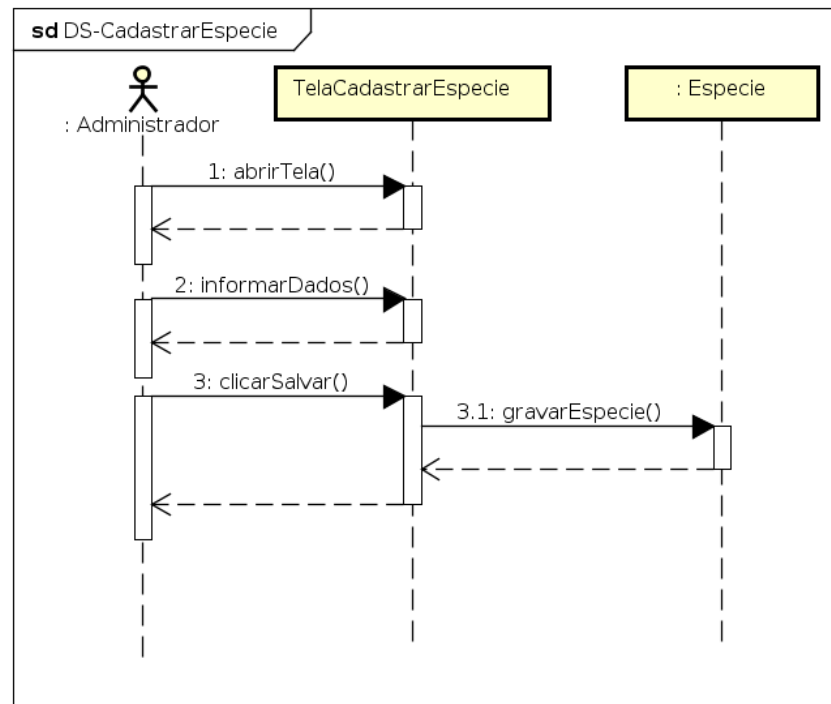 sd DS-CadastrarEspecie
: Administrador
TelaCadastrarEspecie
: Especie
1: abrirTela()
2: informarDados()
3: clicarSalvar()
3.1: gravarEspecie()